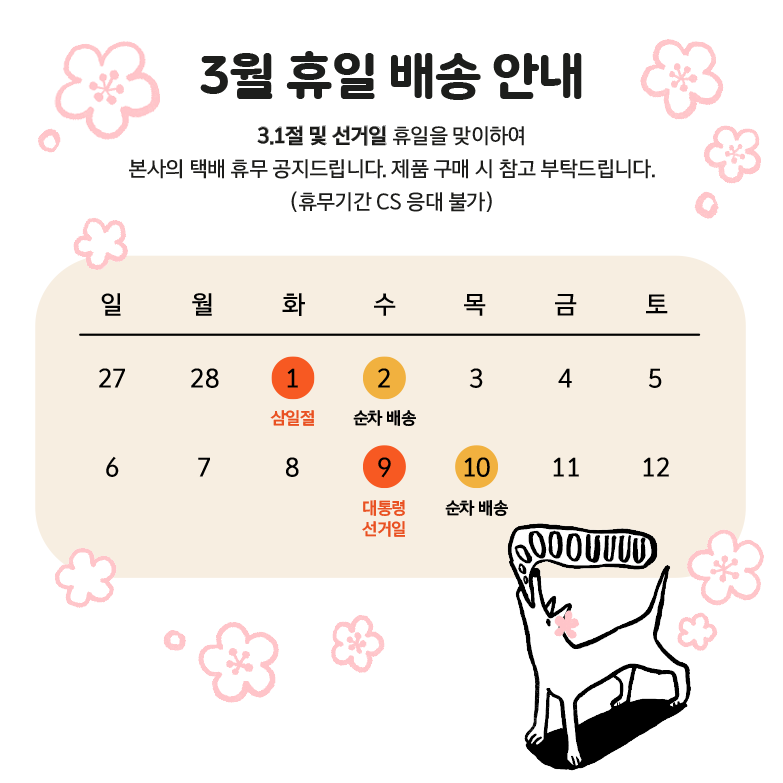 3월 휴일 배송 안내
3.1절 및 선거일 휴일을 맞이하여
본사의 택배 휴무 공지드립니다. 제품 구매 시 참고 부탁드립니다.
(휴무기간 CS 응대 불가)
일 월 화 수 목 금 토
27 28 1 2 3 4 5
삼일절 순차 배송
6 7 8 9 10 11 12
대통령 순차 배송
선거일